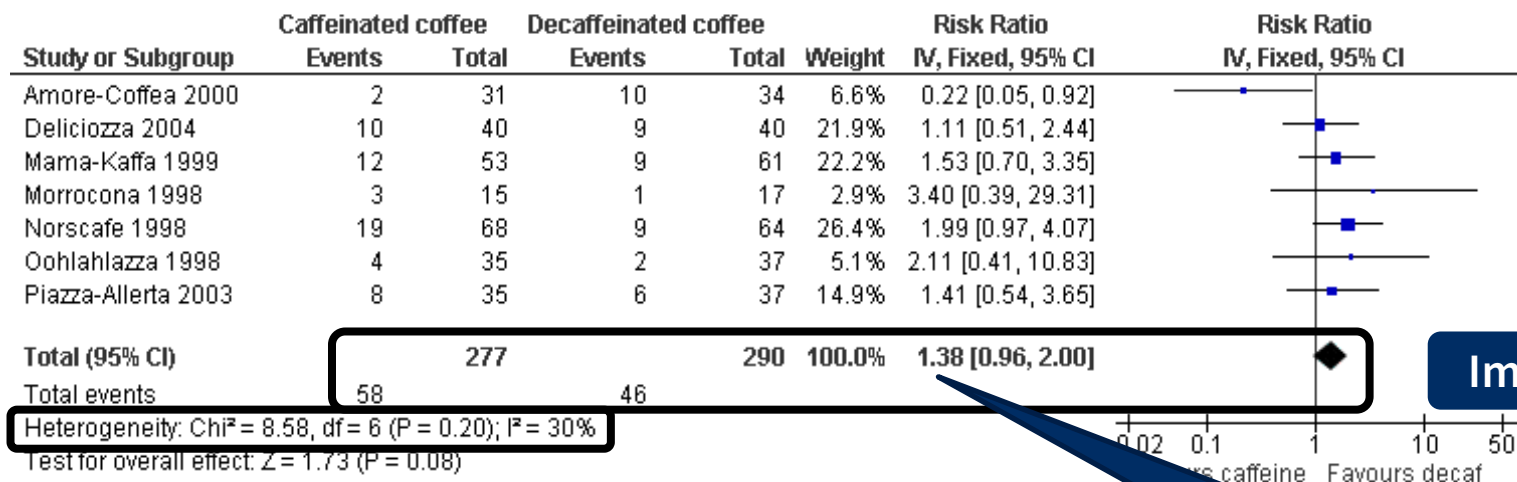 Caffeinated coffee Decaffeinated coffee Risk Ratio Risk Ratio
Study or Subgroup Events Total Events Total Weight IV, Fixed, 95% CI IV, Fixed, 95% CI
Amore-Coffea 2000 2 31 10 34 6.6% 0.22 [0.05, 0.92]
Deliciozza 2004 10 40 9 40 21.9% 1.11 [0.51, 2.44]
Mama-Kaffa 1999 12 53 9 61 22.2% 1.53 [0.70, 3.35]
Morrocona 1998 3 15 1 17 2.9% 3.40 [0.39, 29.31]
Norscafe 1998 19 68 9 64 26.4% 1.99 [0.97, 4.07]
Oohlahlazza 1998 4 35 2 37 5.1% 2.11 [0.41, 10.83]
Piazza-Allerta 2003 8 35 6 37 14.9% 1.41 [0.54, 3.65]
Total (95% CI) 277 290 100.0% 1.38 [0.96, 2.00]
Im
Total events 58 46
Heterogeneity: Chi² = 8.58, df = 6 (P = 0.20); I² = 30%
Test for overall effect: Z = 1.73 (P = 0.08)
0.1 1 10 50
caffeine Favours decaf